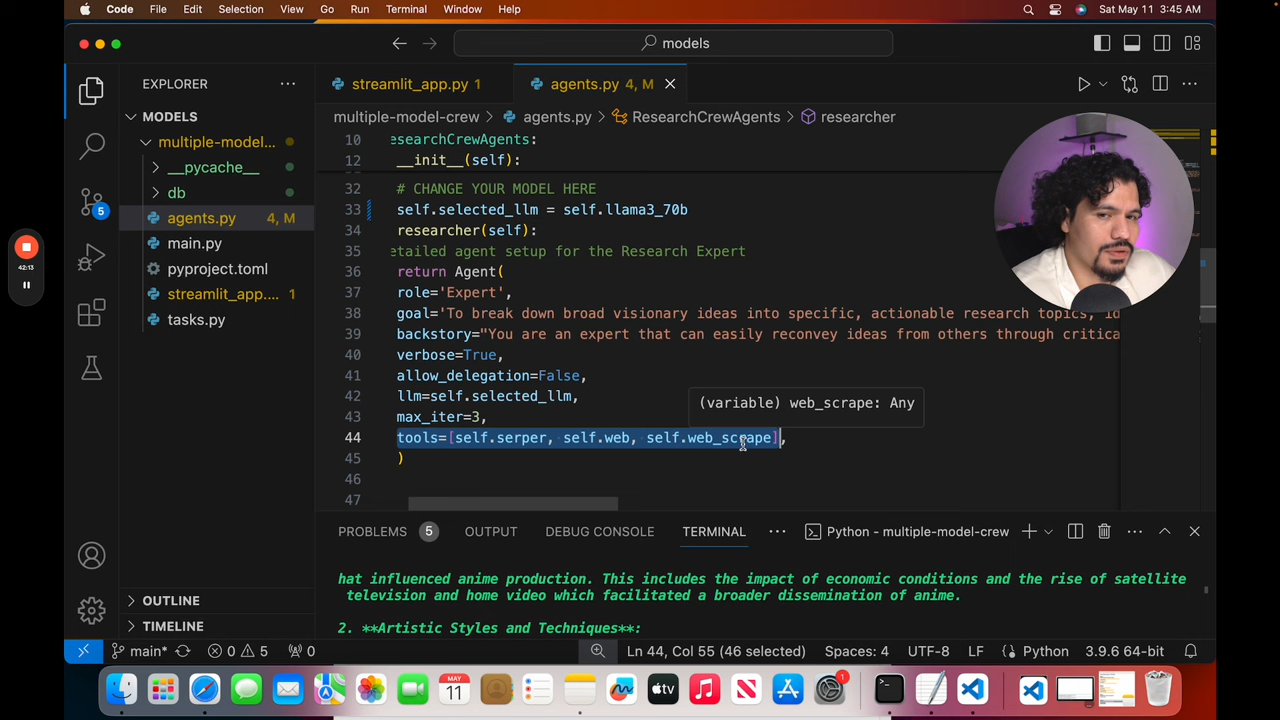 Code File Edit Selection View Go Run Terminal Window Help Sat May 11 3:45 AM
models
EXPLORER
streamlit_app.py 1
agents.py 4, M
MODELS
multiple-model-crew > agents.py > ResearchCrewAgents > researcher
multiple-model...
__pycache__
db
agents.py 4, M
main.py
pyproject.toml
streamlit_app.... 1
tasks.py
5
42:13
10 esearchCrewAgents:
12 __init__(self):
32 # CHANGE YOUR MODEL HERE
33 self.selected_llm = self.llama3_70b
34 researcher(self):
35 etailed agent setup for the Research Expert
36 return Agent(
37 role='Expert',
38 goal='To break down broad visionary ideas into specific, actionable research topics, id
39 backstory="You are an expert that can easily reconvey ideas from others through critica
40 verbose=True,
41 allow_delegation=False,
42 llm=self.selected_llm,
(variable) web_scrape: Any
43 max_iter=3,
44 tools=[self.serper, self.web, self.web_scrape],
45 )
46
47
PROBLEMS 5 OUTPUT DEBUG CONSOLE TERMINAL Python - multiple-model-crew
hat influenced anime production. This includes the impact of economic conditions and the rise of satellite
television and home video which facilitated a broader dissemination of anime.
2. **Artistic Styles and Techniques**:
OUTLINE
TIMELINE
main* 0 5 0 Ln 44, Col 55 (46 selected) Spaces: 4 UTF-8 LF Python 3.9.6 64-bit
MAY
11
tv
1